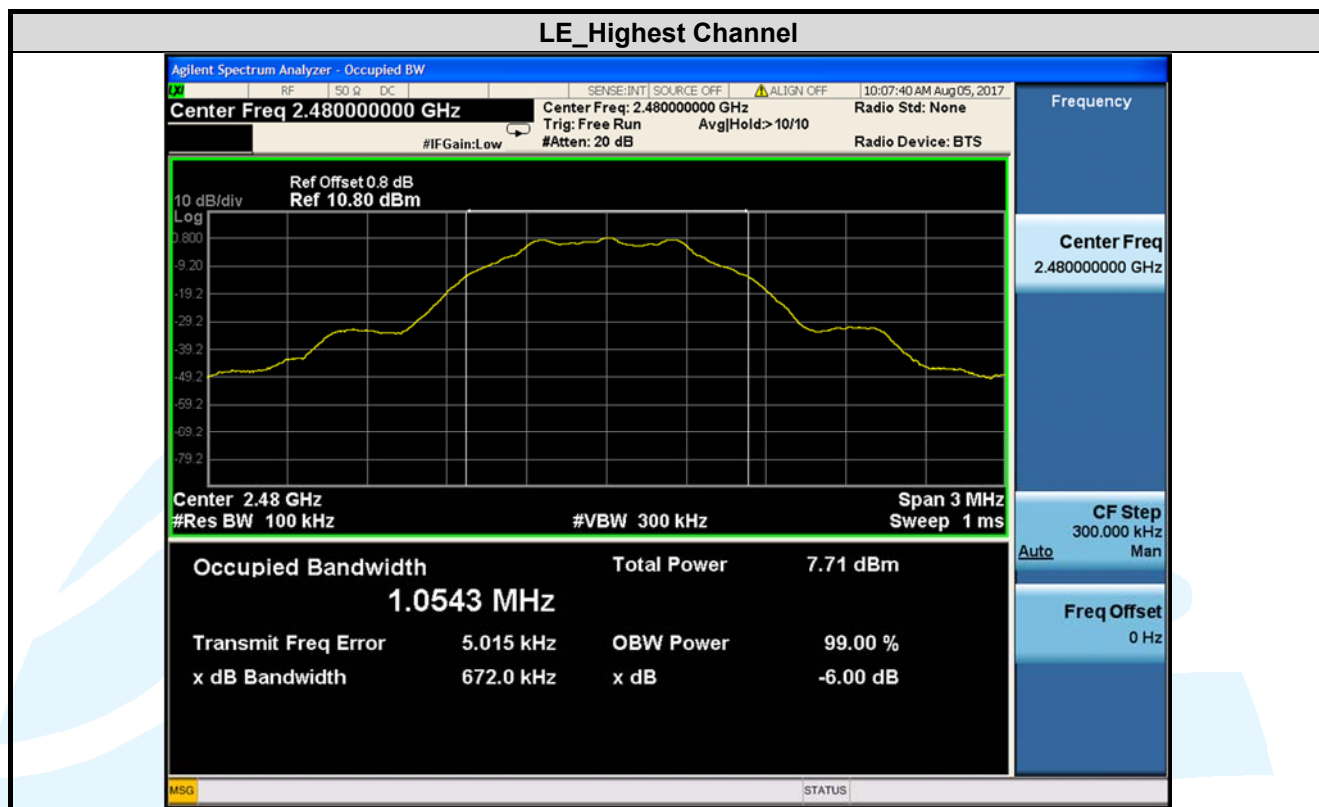 LE_Highest Channel
Agilent Spectrum Analyzer - Occupied BW
LXI RF 50 Ω DC SENSE:INT SOURCE OFF ALIGN OFF 10:07:40 AM Aug 05, 2017
Center Freq 2.480000000 GHz
Center Freq: 2.480000000 GHz
Radio Std: None
Trig: Free Run Avg|Hold:>10/10
#IFGain:Low
#Atten: 20 dB
Radio Device: BTS
Ref Offset 0.8 dB
10 dB/div Ref 10.80 dBm
Log
0.800
-9.20
-19.2
-29.2
-39.2
-49.2
-59.2
-69.2
-79.2
Center 2.48 GHz Span 3 MHz
#Res BW 100 kHz #VBW 300 kHz Sweep 1 ms
Occupied Bandwidth Total Power 7.71 dBm
1.0543 MHz
Transmit Freq Error 5.015 kHz OBW Power 99.00 %
x dB Bandwidth 672.0 kHz x dB -6.00 dB
Frequency
Center Freq
2.480000000 GHz
CF Step
300.000 kHz
Auto Man
Freq Offset
0 Hz
MSG STATUS